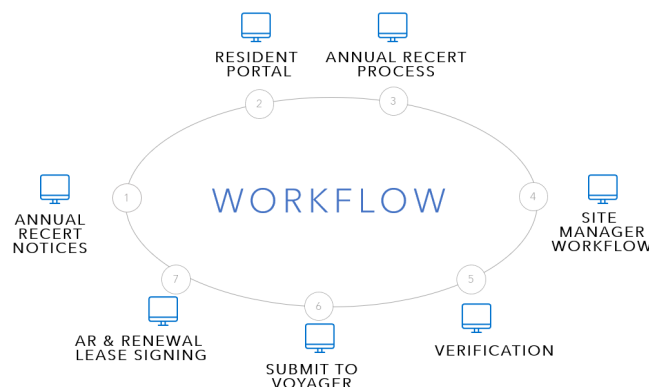 RESIDENT
PORTAL
ANNUAL RECERT
PROCESS
2
3
1
WORKFLOW
4
ANNUAL
RECERT
NOTICES
SITE
MANAGER
WORKFLOW
7
5
6
AR & RENEWAL
LEASE SIGNING
SUBMIT TO
VOYAGER
VERIFICATION